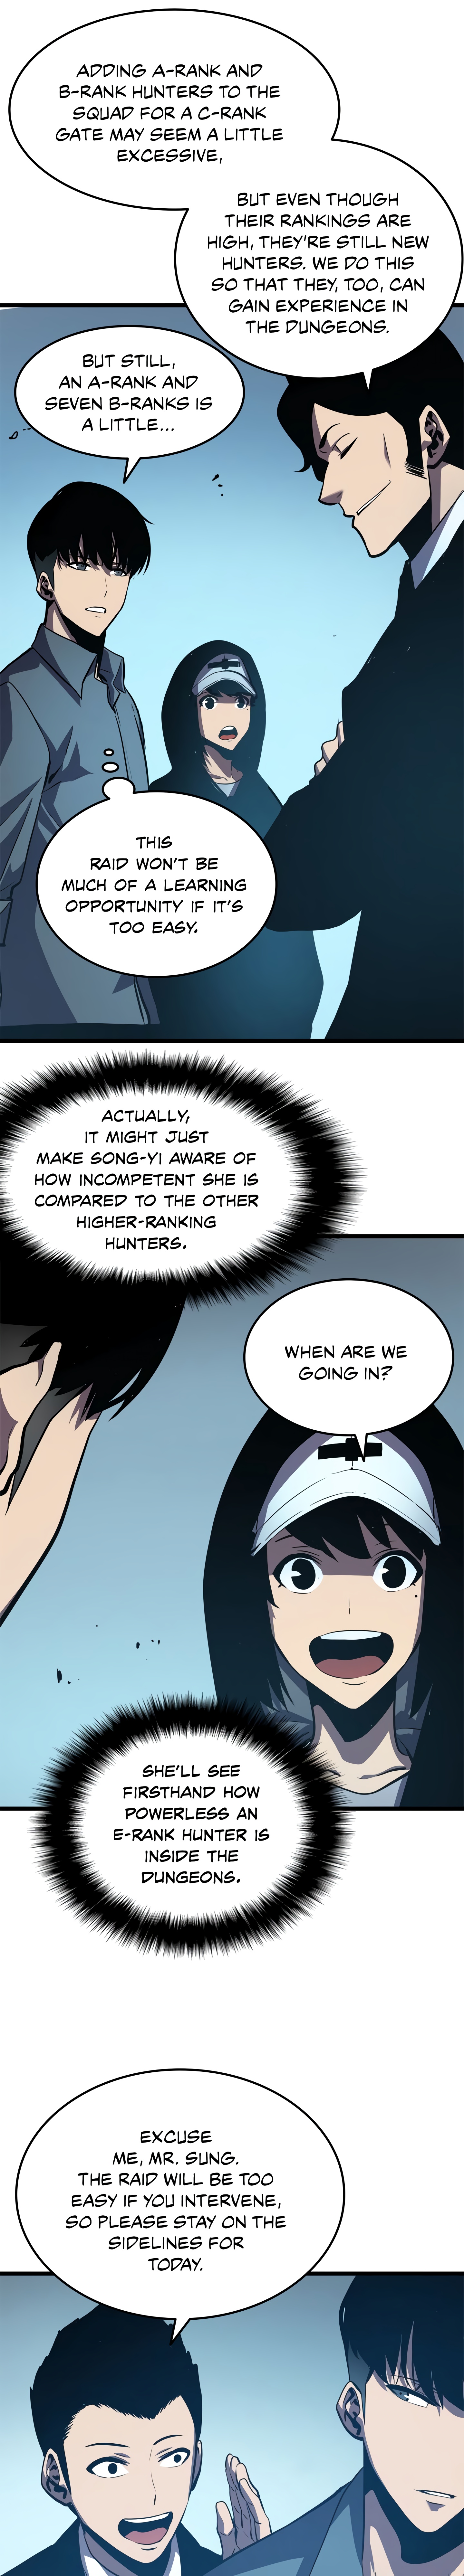 ADDING A-RANK AND
B-RANK HUNTERS TO THE
SQUAD FOR A C-RANK
GATE MAY SEEM A LITTLE
EXCESSIVE,
BUT EVEN THOUGH
THEIR RANKINGS ARE
HIGH, THEY'RE STILL NEW
HUNTERS. WE DO THIS
SO THAT THEY, TOO, CAN
GAIN EXPERIENCE IN
THE DUNGEONS.
BUT STILL,
AN A-RANK AND
SEVEN B-RANKS IS
A LITTLE...
THIS
RAID WON'T BE
MUCH OF A LEARNING
OPPORTUNITY IF IT'S
TOO EASY.
ACTUALLY,
IT MIGHT JUST
MAKE SONG-YI AWARE OF
HOW INCOMPETENT SHE IS
COMPARED TO THE OTHER
HIGHER-RANKING
HUNTERS.
WHEN ARE WE
GOING IN?
SHE'LL SEE
FIRSTHAND HOW
POWERLESS AN
E-RANK HUNTER IS
INSIDE THE
DUNGEONS.
EXCUSE
ME, MR. SUNG.
THE RAID WILL BE TOO
EASY IF YOU INTERVENE,
SO PLEASE STAY ON THE
SIDELINES FOR
TODAY.